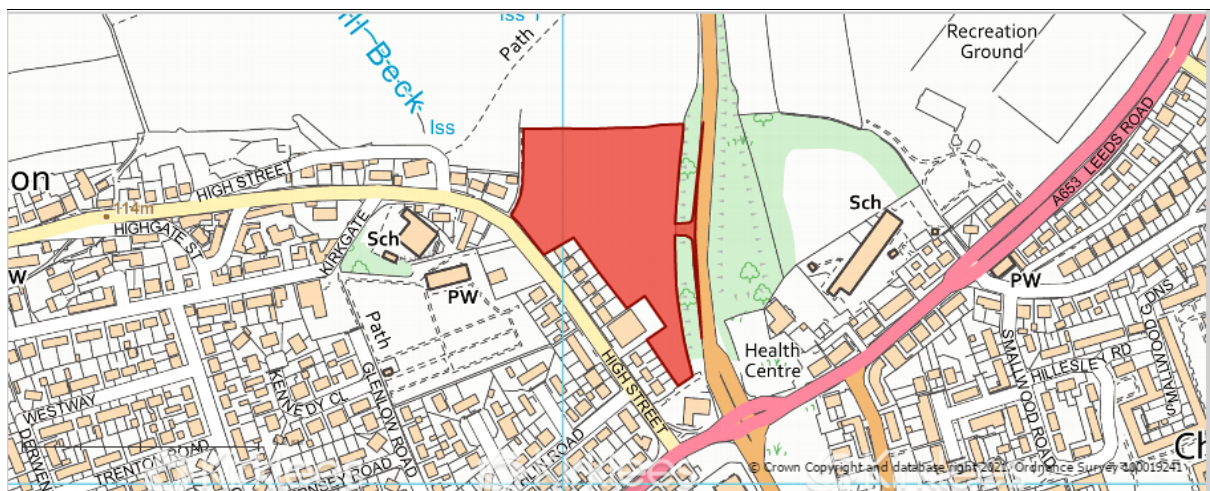 Iss 1
Path
Beck
Iss
Recreation
Ground
A653 LEEDS ROAD
on
HIGH STREET
114m
HIGHGATE ST
KIRKGATE
Sch
PW
w
Path
Sch
PW
Health
Centre
HIGH STREET
WESTWAY
KENNEDY CL
GLENLOW ROAD
TRENTON ROAD
SMALLWOOD ROAD
HILLESLEY RD
SMALLWOOD GDNS
Ch
© Crown Copyright and database right 2021. Ordnance Survey 100019241